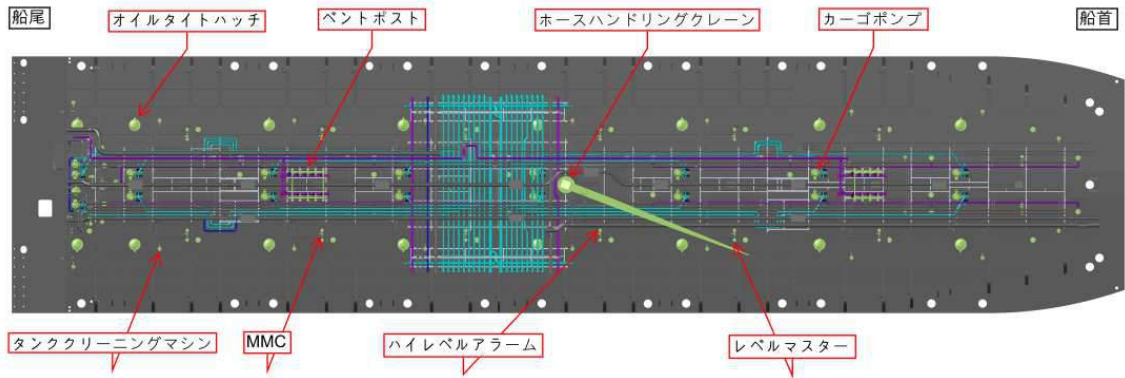 船尾
オイルタイトハッチ
ベントポスト
ホースハンドリングクレーン
カーゴポンプ
船首
タンククリーニングマシン
MMC
ハイレベルアラーム
レベルマスター